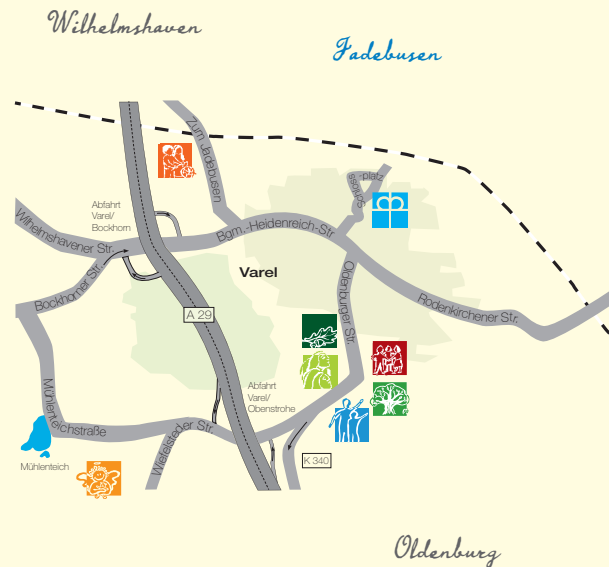 Wilhelmshaven
Jadebusen
Zum Jadebusen
Schloss-
platz
Abfahrt
Varel/
Bockhorn
Wilhelmshavener Str.
Bgm.-Heidenreich-Str.
Bockhorner Str.
Varel
Oldenburger Str.
Rodenkirchener Str.
A 29
Mühlenteichstraße
Abfahrt
Varel/
Obenstrohe
Wiefelsteder Str.
K 340
Mühlenteich
Oldenburg